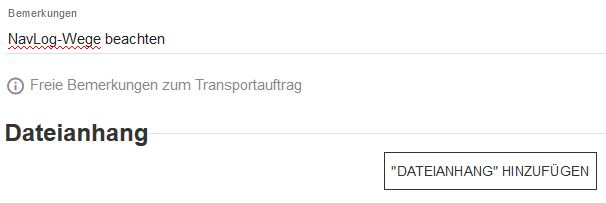 Bemerkungen
NavLog-Wege beachten
Freie Bemerkungen zum Transportauftrag
Dateianhang
"DATEIANHANG" HINZUFÜGEN